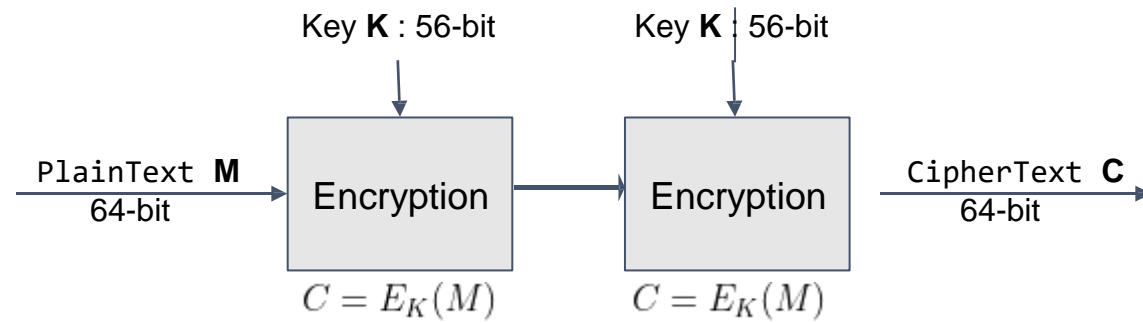 Key K : 56-bit
Key K : 56-bit
PlainText M
64-bit
Encryption
Encryption
CipherText C
64-bit
C = E_K(M)
C = E_K(M)